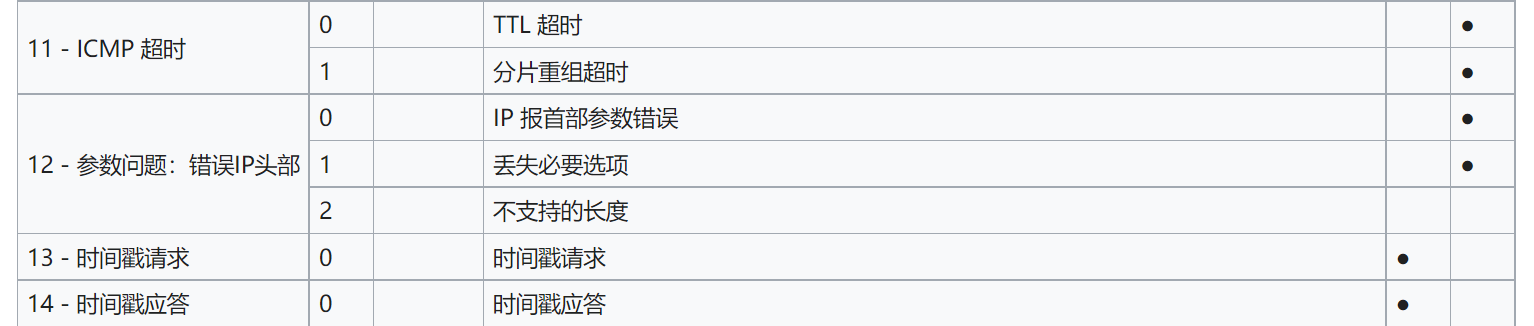 11 - ICMP 超时 0 TTL 超时 ●
1 分片重组超时 ●
12 - 参数问题：错误IP头部 0 IP 报首部参数错误 ●
1 丢失必要选项 ●
2 不支持的长度
13 - 时间戳请求 0 时间戳请求 ●
14 - 时间戳应答 0 时间戳应答 ●